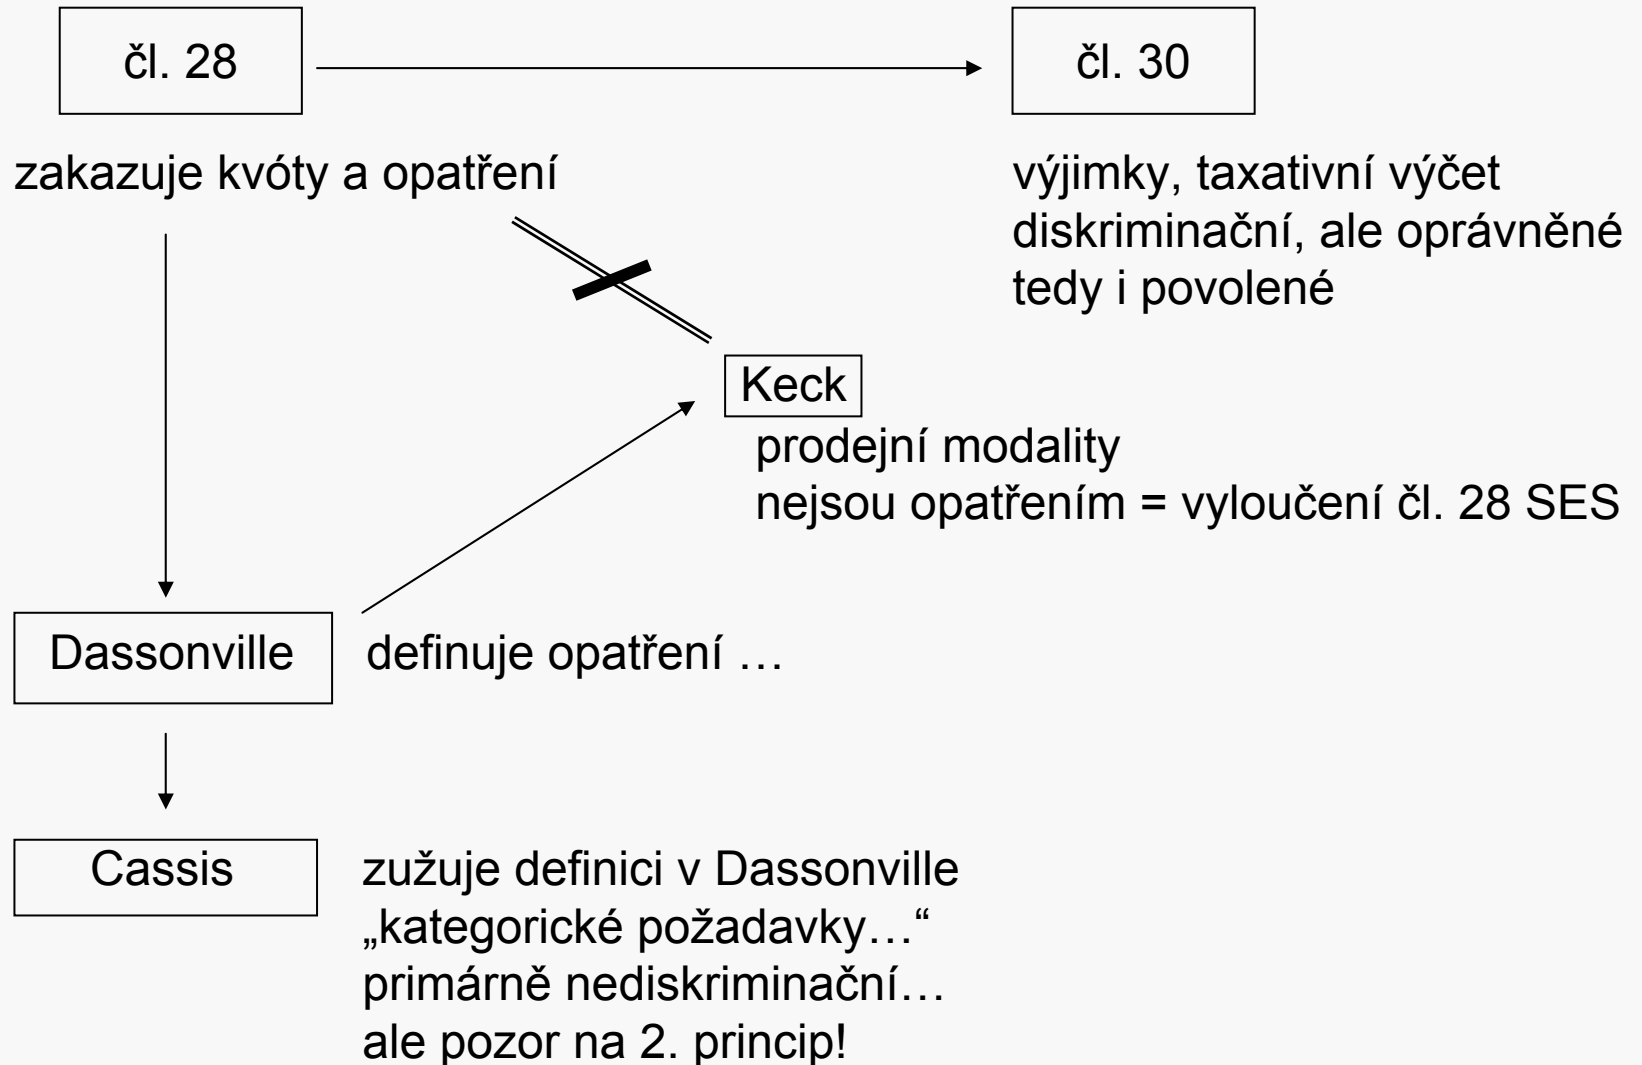 čl. 28
čl. 30
zakazuje kvóty a opatření
výjimky, taxativní výčet
diskriminační, ale oprávněné
tedy i povolené
Keck
prodejní modality
nejsou opatřením = vyloučení čl. 28 SES
Dassonville
definuje opatření …
Cassis
zužuje definici v Dassonville
„kategorické požadavky…“
primárně nediskriminační…
ale pozor na 2. princip!